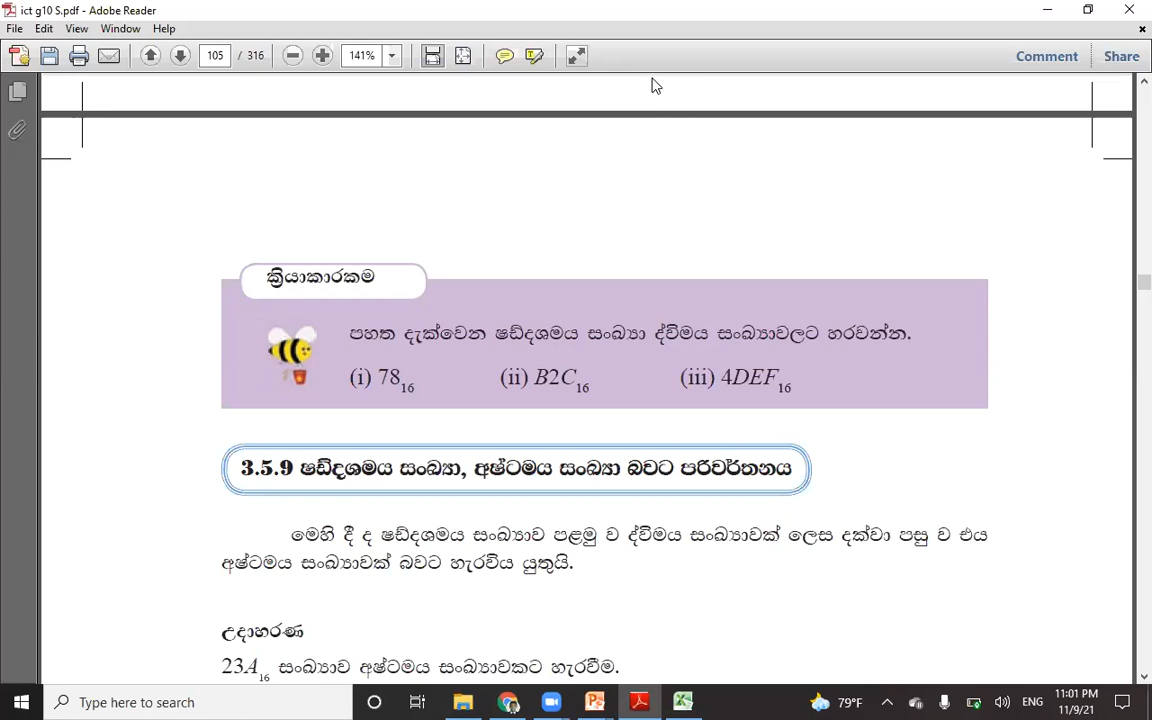 ict g10 S.pdf - Adobe Reader
File Edit View Window Help
105 / 316 141% Comment Share
ක්‍රියාකාරකම
පහත දැක්වෙන ෂඩ්දශමය සංඛ්‍යා ද්විමය සංඛ්‍යාවලට හරවන්න.
(i) 78₁₆ (ii) B2C₁₆ (iii) 4DEF₁₆
3.5.9 ෂඩ්දශමය සංඛ්‍යා, අෂ්ටමය සංඛ්‍යා බවට පරිවර්තනය
මෙහි දී ද ෂඩ්දශමය සංඛ්‍යාව පළමු ව ද්විමය සංඛ්‍යාවක් ලෙස දක්වා පසු ව එය
අෂ්ටමය සංඛ්‍යාවක් බවට හැරවිය යුතුයි.
උදාහරණ
23A₁₆ සංඛ්‍යාව අෂ්ටමය සංඛ්‍යාවකට හැරවීම.
Type here to search 79°F ENG 11:01 PM
11/9/21